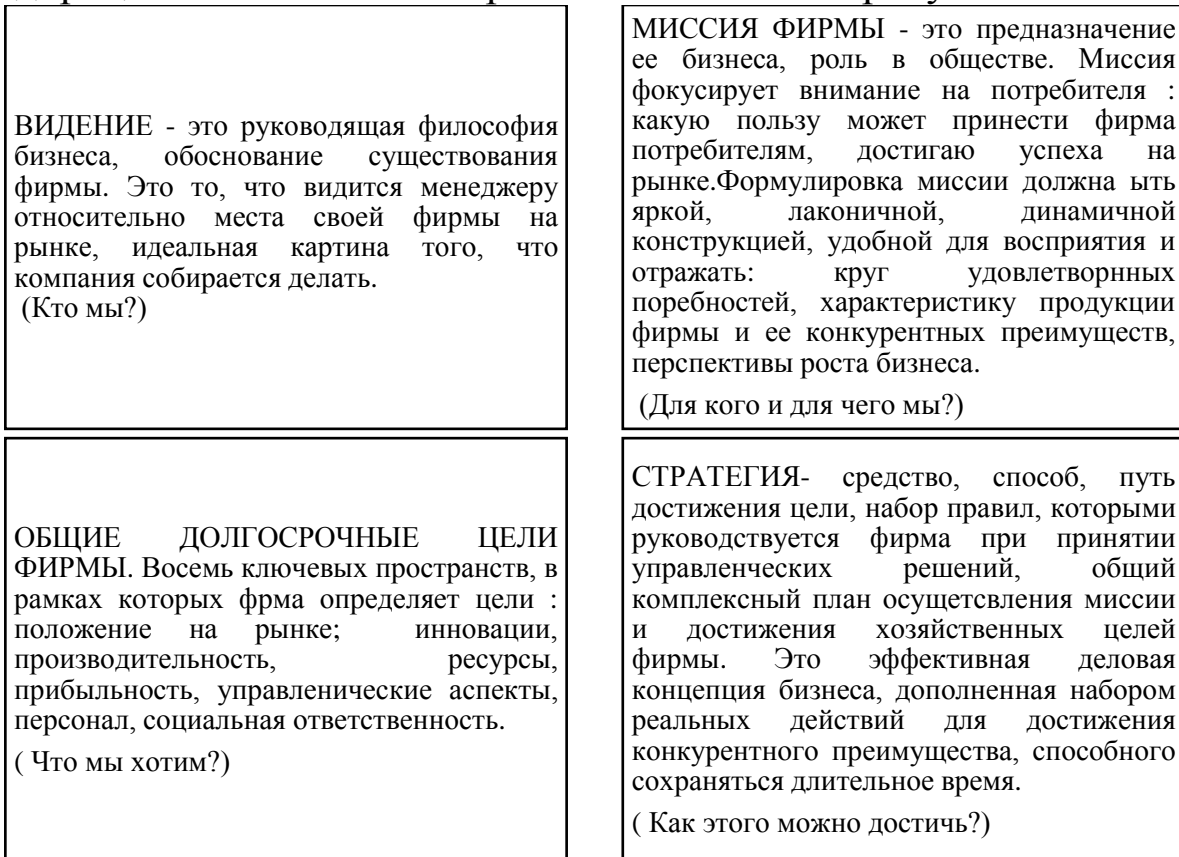 ВИДЕНИЕ - это руководящая философия
бизнеса, обоснование существования
фирмы. Это то, что видится менеджеру
относительно места своей фирмы на
рынке, идеальная картина того, что
компания собирается делать.
(Кто мы?)
МИССИЯ ФИРМЫ - это предназначение
ее бизнеса, роль в обществе. Миссия
фокусирует внимание на потребителя :
какую пользу может принести фирма
потребителям, достигаю успеха на
рынке.Формулировка миссии должна ыть
яркой, лаконичной, динамичной
конструкцией, удобной для восприятия и
отражать: круг удовлетворнных
поребностей, характеристику продукции
фирмы и ее конкурентных преимуществ,
перспективы роста бизнеса.
(Для кого и для чего мы?)
ОБЩИЕ ДОЛГОСРОЧНЫЕ ЦЕЛИ
ФИРМЫ. Восемь ключевых пространств, в
рамках которых фрма определяет цели :
положение на рынке; инновации,
производительность, ресурсы,
прибыльность, управленические аспекты,
персонал, социальная ответственность.
( Что мы хотим?)
СТРАТЕГИЯ- средство, способ, путь
достижения цели, набор правил, которыми
руководствуется фирма при принятии
управленческих решений, общий
комплексный план осущетсвления миссии
и достижения хозяйственных целей
фирмы. Это эффективная деловая
концепция бизнеса, дополненная набором
реальных действий для достижения
конкурентного преимущества, способного
сохраняться длительное время.
( Как этого можно достичь?)